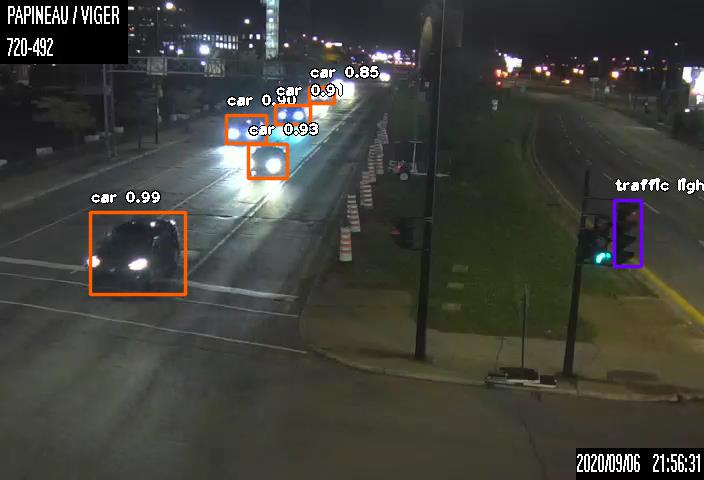 PAPINEAU / VIGER
720-492
car 0.85
car 0.91
car 0.90
car 0.93
car 0.99
traffic ligh
2020/09/06 21:56:31